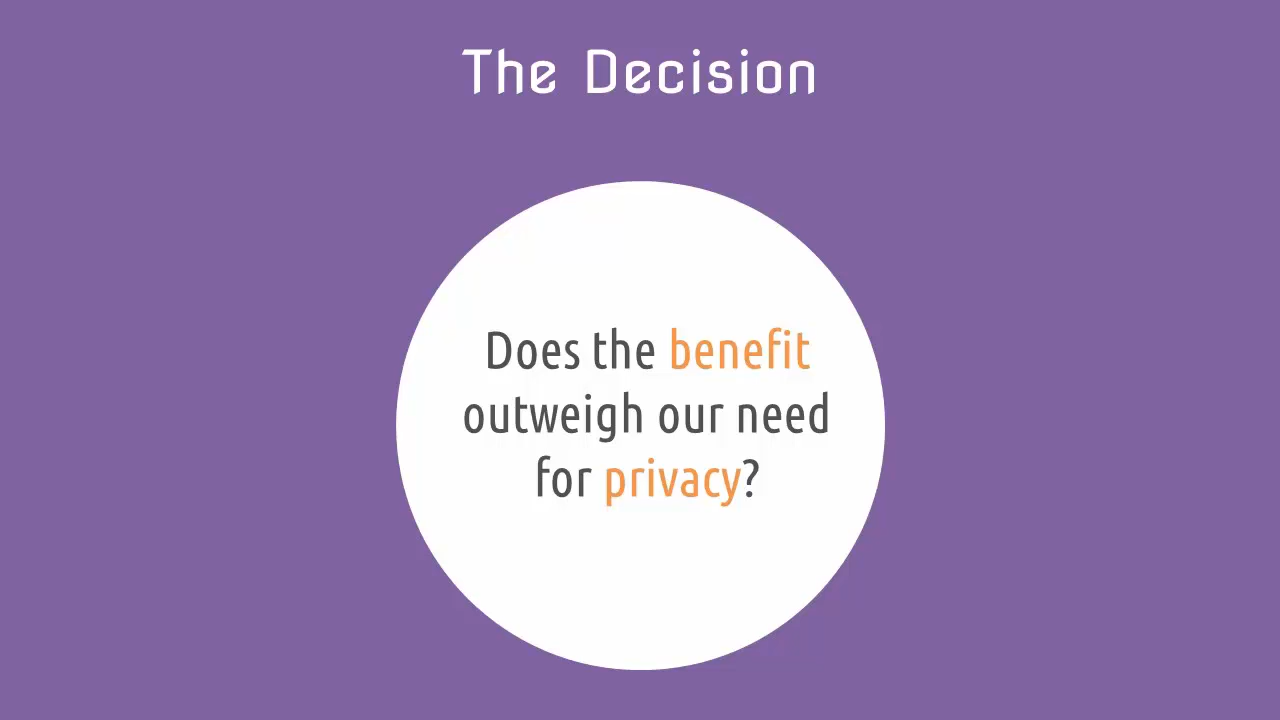 The Decision
Does the benefit
outweigh our need
for privacy?